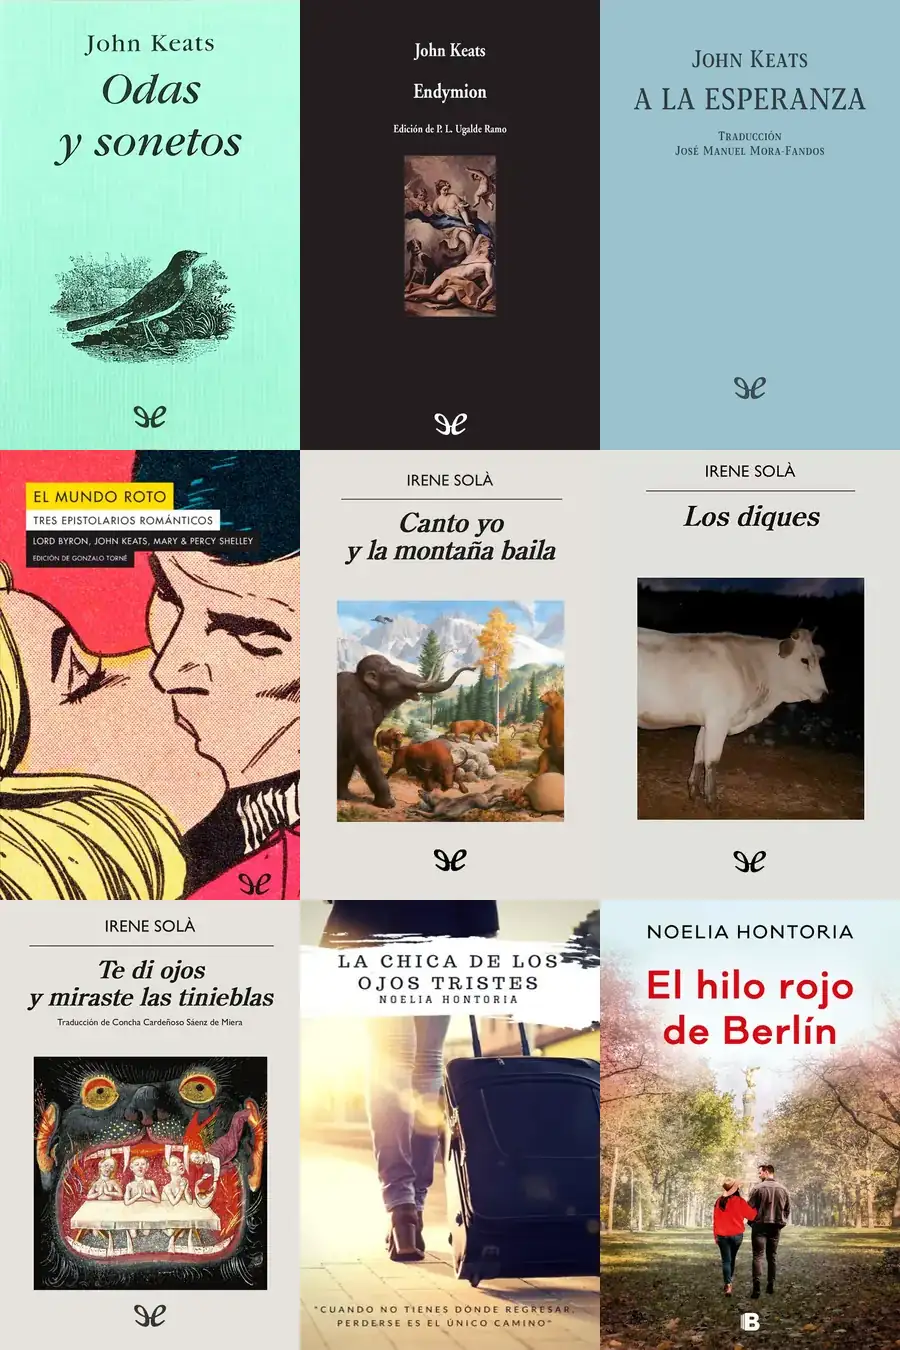 John Keats
Odas
y sonetos
John Keats
Endymion
Edición de P. L. Ugalde Ramo
JOHN KEATS
A LA ESPERANZA
TRADUCCIÓN
JOSÉ MANUEL MORA-FANDOS
EL MUNDO ROTO
TRES EPISTOLARIOS ROMÁNTICOS
LORD BYRON, JOHN KEATS, MARY & PERCY SHELLEY
EDICIÓN DE GONZALO TORNÉ
IRENE SOLÀ
Canto yo
y la montaña baila
IRENE SOLÀ
Los diques
IRENE SOLÀ
Te di ojos
y miraste las tinieblas
Traducción de Concha Cardeñoso Sáenz de Miera
LA CHICA DE LOS
OJOS TRISTES
NOELIA HONTORIA
"CUANDO NO TIENES DÓNDE REGRESAR,
PERDERSE ES EL ÚNICO CAMINO"
NOELIA HONTORIA
El hilo rojo
de Berlín
B